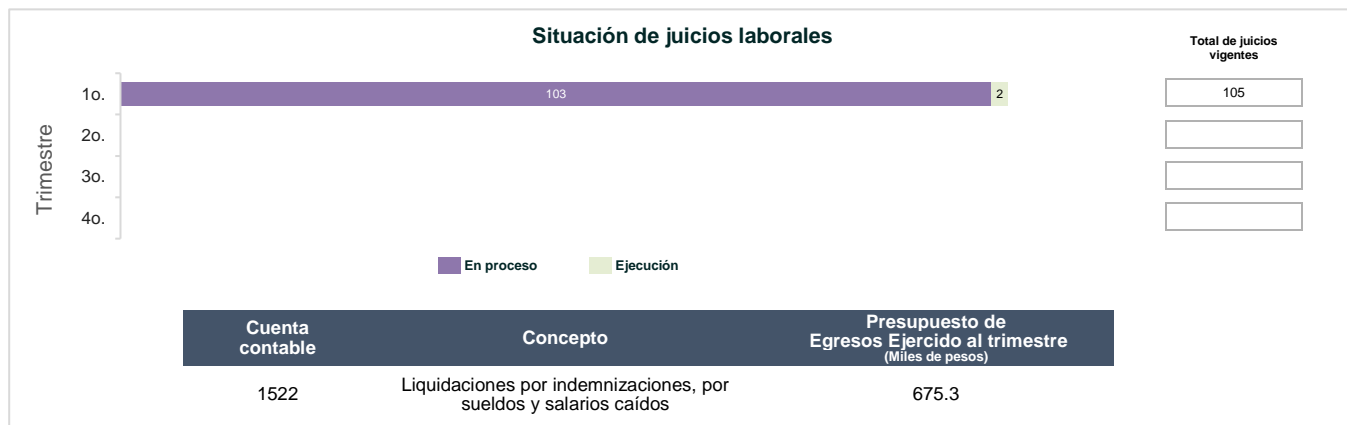 Situación de juicios laborales
Total de juicios
vigentes
Trimestre
1o.
103
2
105
2o.
3o.
4o.
En proceso
Ejecución
Cuenta
contable
Concepto
Presupuesto de
Egresos Ejercido al trimestre
(Miles de pesos)
1522
Liquidaciones por indemnizaciones, por
sueldos y salarios caídos
675.3